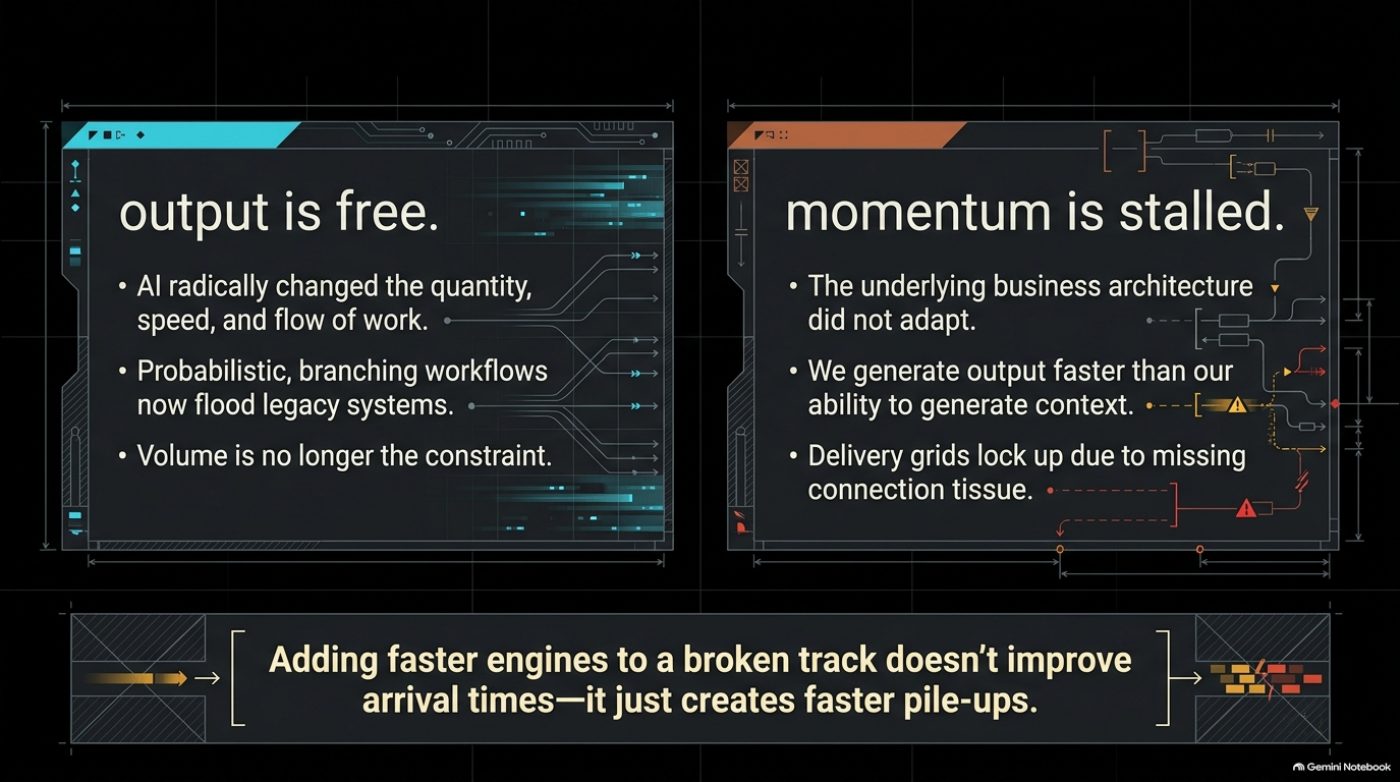 output is free.
• AI radically changed the quantity,
speed, and flow of work.
• Probabilistic, branching workflows
now flood legacy systems.
• Volume is no longer the constraint.
momentum is stalled.
• The underlying business architecture
did not adapt.
• We generate output faster than our
ability to generate context.
• Delivery grids lock up due to missing
connection tissue.
Adding faster engines to a broken track doesn’t improve
arrival times—it just creates faster pile-ups.
Gemini Notebook